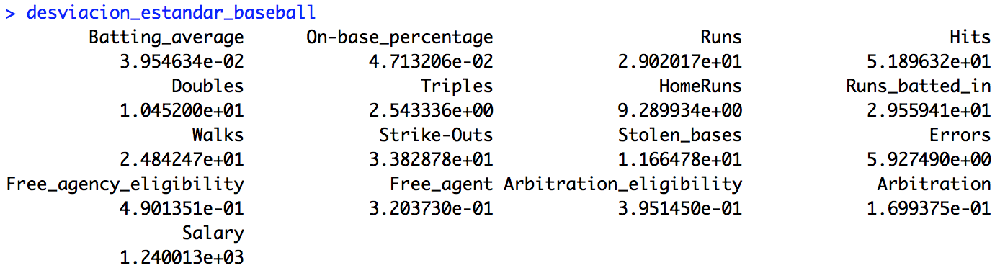 > desviacion_estandar_baseball
Batting_average On-base_percentage Runs Hits
3.954634e-02 4.713206e-02 2.902017e+01 5.189632e+01
Doubles Triples HomeRuns Runs_batted_in
1.045200e+01 2.543336e+00 9.289934e+00 2.955941e+01
Walks Strike-Outs Stolen_bases Errors
2.484247e+01 3.382878e+01 1.166478e+01 5.927490e+00
Free_agency_eligibility Free_agent Arbitration_eligibility Arbitration
4.901351e-01 3.203730e-01 3.951450e-01 1.699375e-01
Salary
1.240013e+03